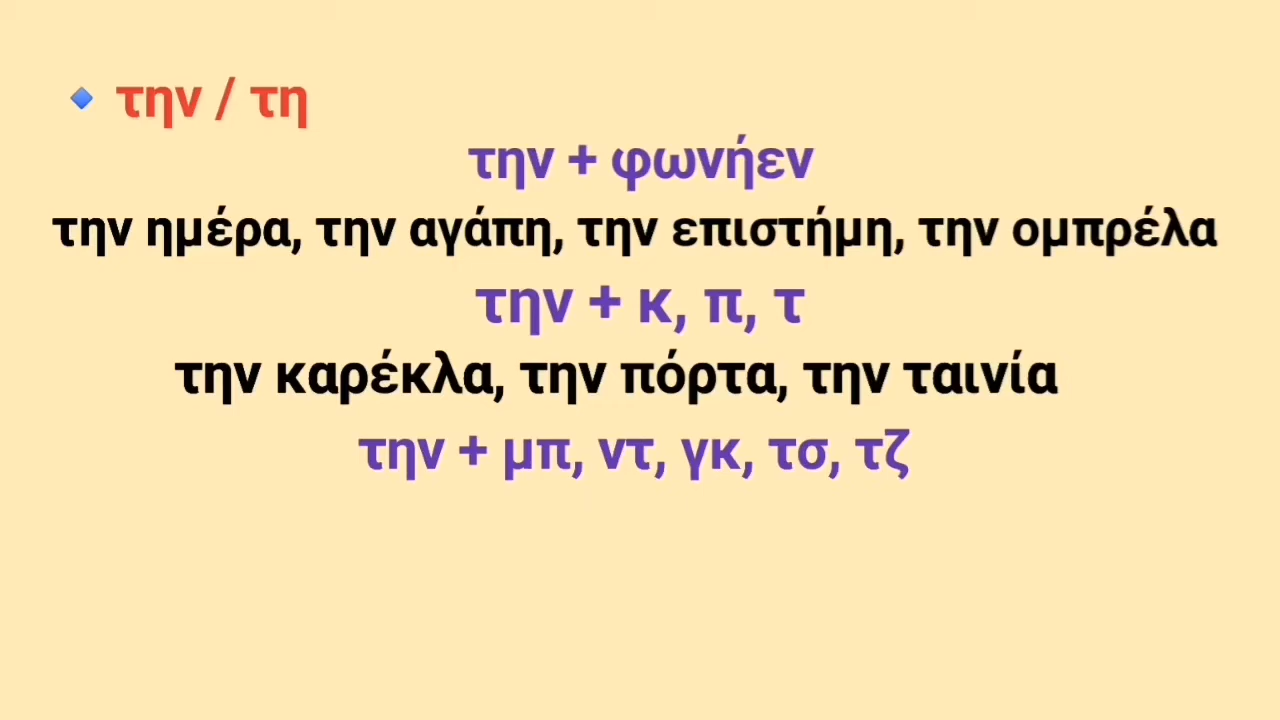 την / τη
την + φωνήεν
την ημέρα, την αγάπη, την επιστήμη, την ομπρέλα
την + κ, π, τ
την καρέκλα, την πόρτα, την ταινία
την + μπ, ντ, γκ, τσ, τζ